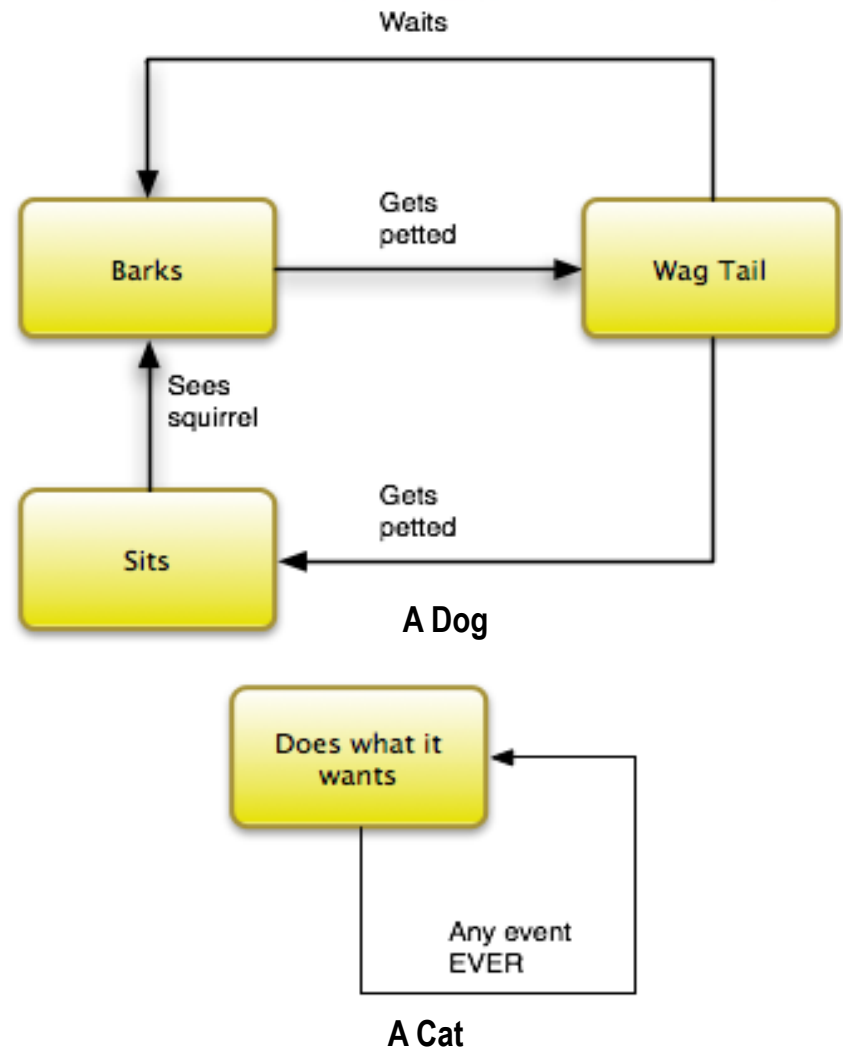 Waits
Gets
petted
Barks
Wag Tail
Sees
squirrel
Gets
petted
Sits
A Dog
Does what it
wants
Any event
EVER
A Cat